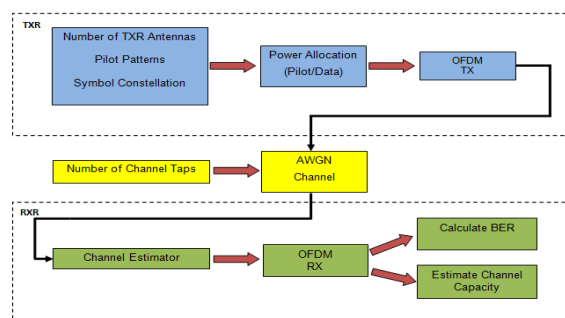 TXR
Number of TXR Antennas
Pilot Patterns
Symbol Constellation
Power Allocation
(Pilot/Data)
OFDM
TX
Number of Channel Taps
AWGN
Channel
RXR
Channel Estimator
OFDM
RX
Calculate BER
Estimate Channel
Capacity